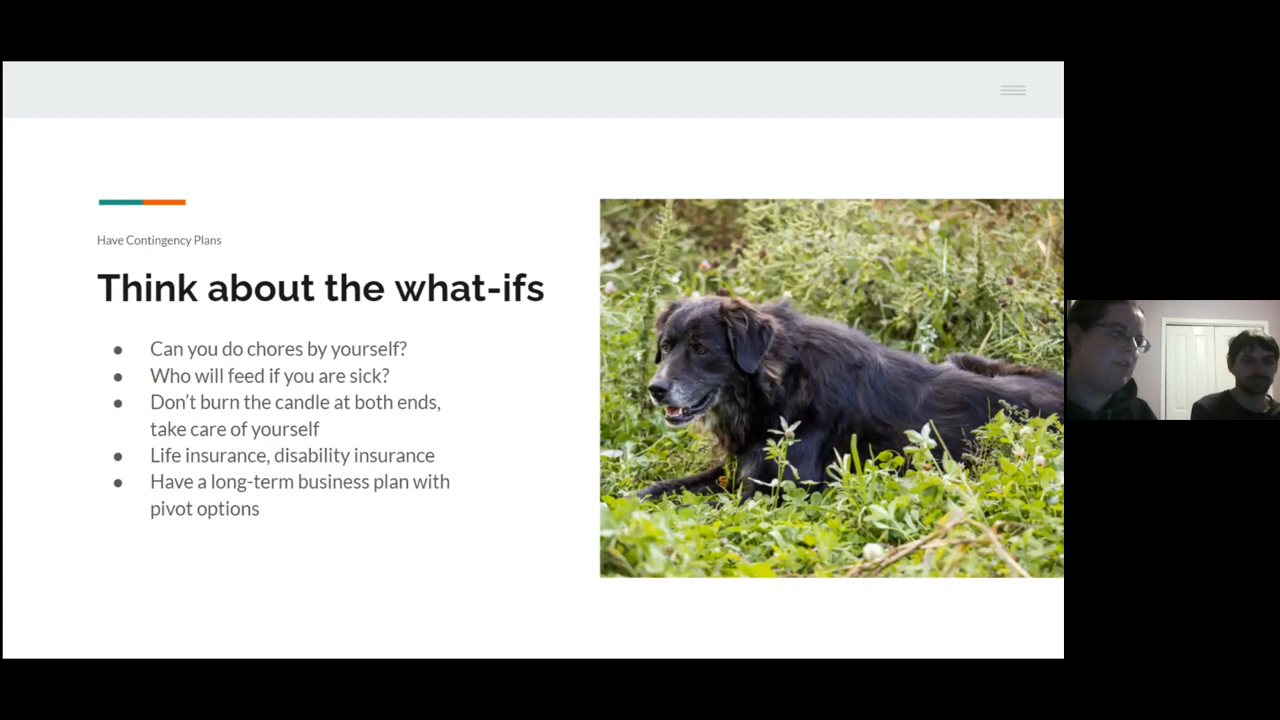 Have Contingency Plans
Think about the what-ifs
● Can you do chores by yourself?
● Who will feed if you are sick?
● Don’t burn the candle at both ends,
take care of yourself
● Life insurance, disability insurance
● Have a long-term business plan with
pivot options